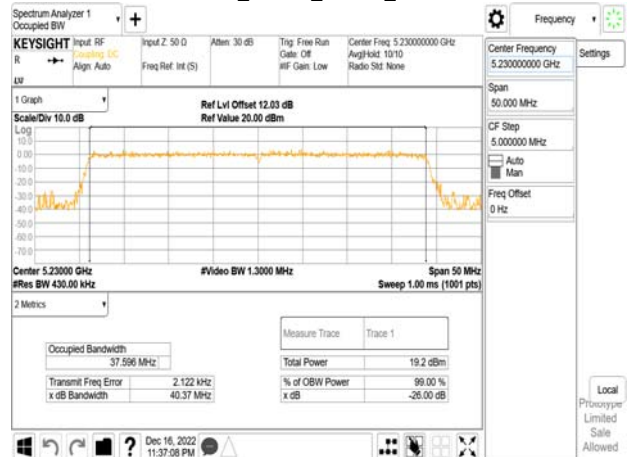 Spectrum Analyzer 1
Occupied BW
+
Frequency
KEYSIGHT
Input: RF
Coupling: DC
Align: Auto
Input Z: 50 Ω
Freq Ref: Int (S)
Atten: 30 dB
Trig: Free Run
Gate: Off
#IF Gain: Low
Center Freq: 5.230000000 GHz
Avg|Hold: 10/10
Radio Std: None
R
Center Frequency
5.230000000 GHz
Settings
Span
50.000 MHz
CF Step
5.000000 MHz
Auto
Man
Freq Offset
0 Hz
1 Graph
Scale/Div 10.0 dB
Ref Lvl Offset 12.03 dB
Ref Value 20.00 dBm
Log
10.0
0.00
-10.0
-20.0
-30.0
-40.0
-50.0
-60.0
-70.0
Center 5.23000 GHz
#Video BW 1.3000 MHz
Span 50 MHz
#Res BW 430.00 kHz
Sweep 1.00 ms (1001 pts)
2 Metrics
Measure Trace
Trace 1
Occupied Bandwidth
37.596 MHz
Total Power
19.2 dBm
Transmit Freq Error
2.122 kHz
% of OBW Power
99.00 %
x dB Bandwidth
40.37 MHz
x dB
-26.00 dB
Local
Prototype
Limited
Sale
Allowed
?
Dec 16, 2022
11:37:08 PM